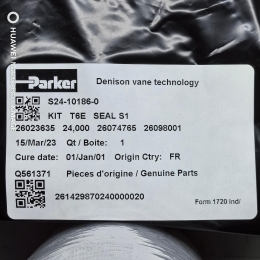 Parker
Denison vane technology
S24-10186-0
KIT T6E SEAL S1
26023635 24,000 26074765 26098001
15/Mar/23 Qt / Boite: 1
Cure date: 01/Jan/01 Origin Ctry: FR
Q561371 Pieces d'origine / Genuine Parts
261429870240000020
Form 1720 Indi/
HUAWEI